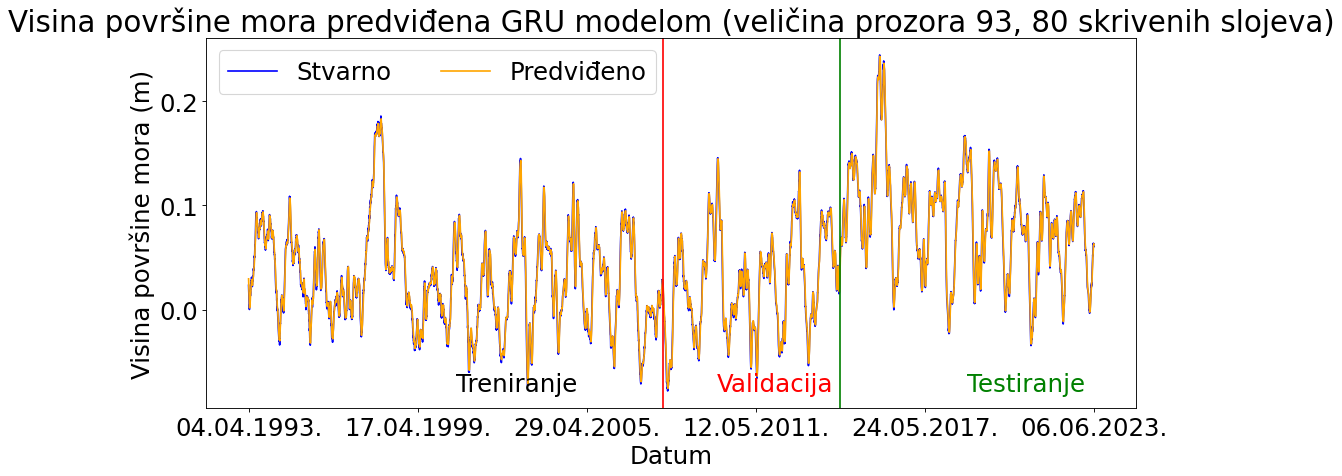 Visina površine mora predviđena GRU modelom (veličina prozora 93, 80 skrivenih slojeva)
Stvarno
Predviđeno
Visina površine mora (m)
0.2
0.1
0.0
Treniranje
Validacija
Testiranje
04.04.1993.
17.04.1999.
29.04.2005.
12.05.2011.
24.05.2017.
06.06.2023.
Datum